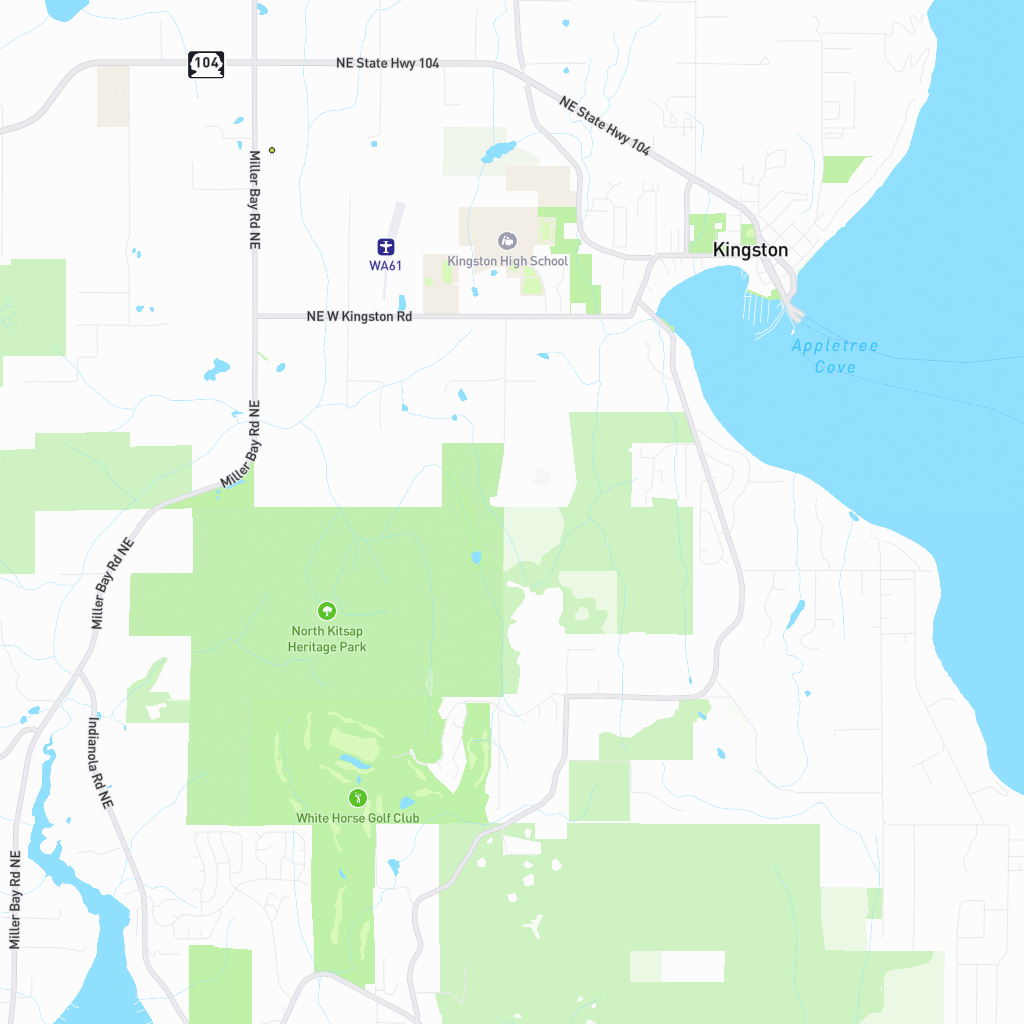 104
NE State Hwy 104
NE State Hwy 104
Miller Bay Rd NE
WA61
Kingston High School
Kingston
NE W Kingston Rd
Appletree
Cove
Miller Bay Rd NE
Miller Bay Rd NE
North Kitsap
Heritage Park
Indianola Rd NE
White Horse Golf Club
Miller Bay Rd NE